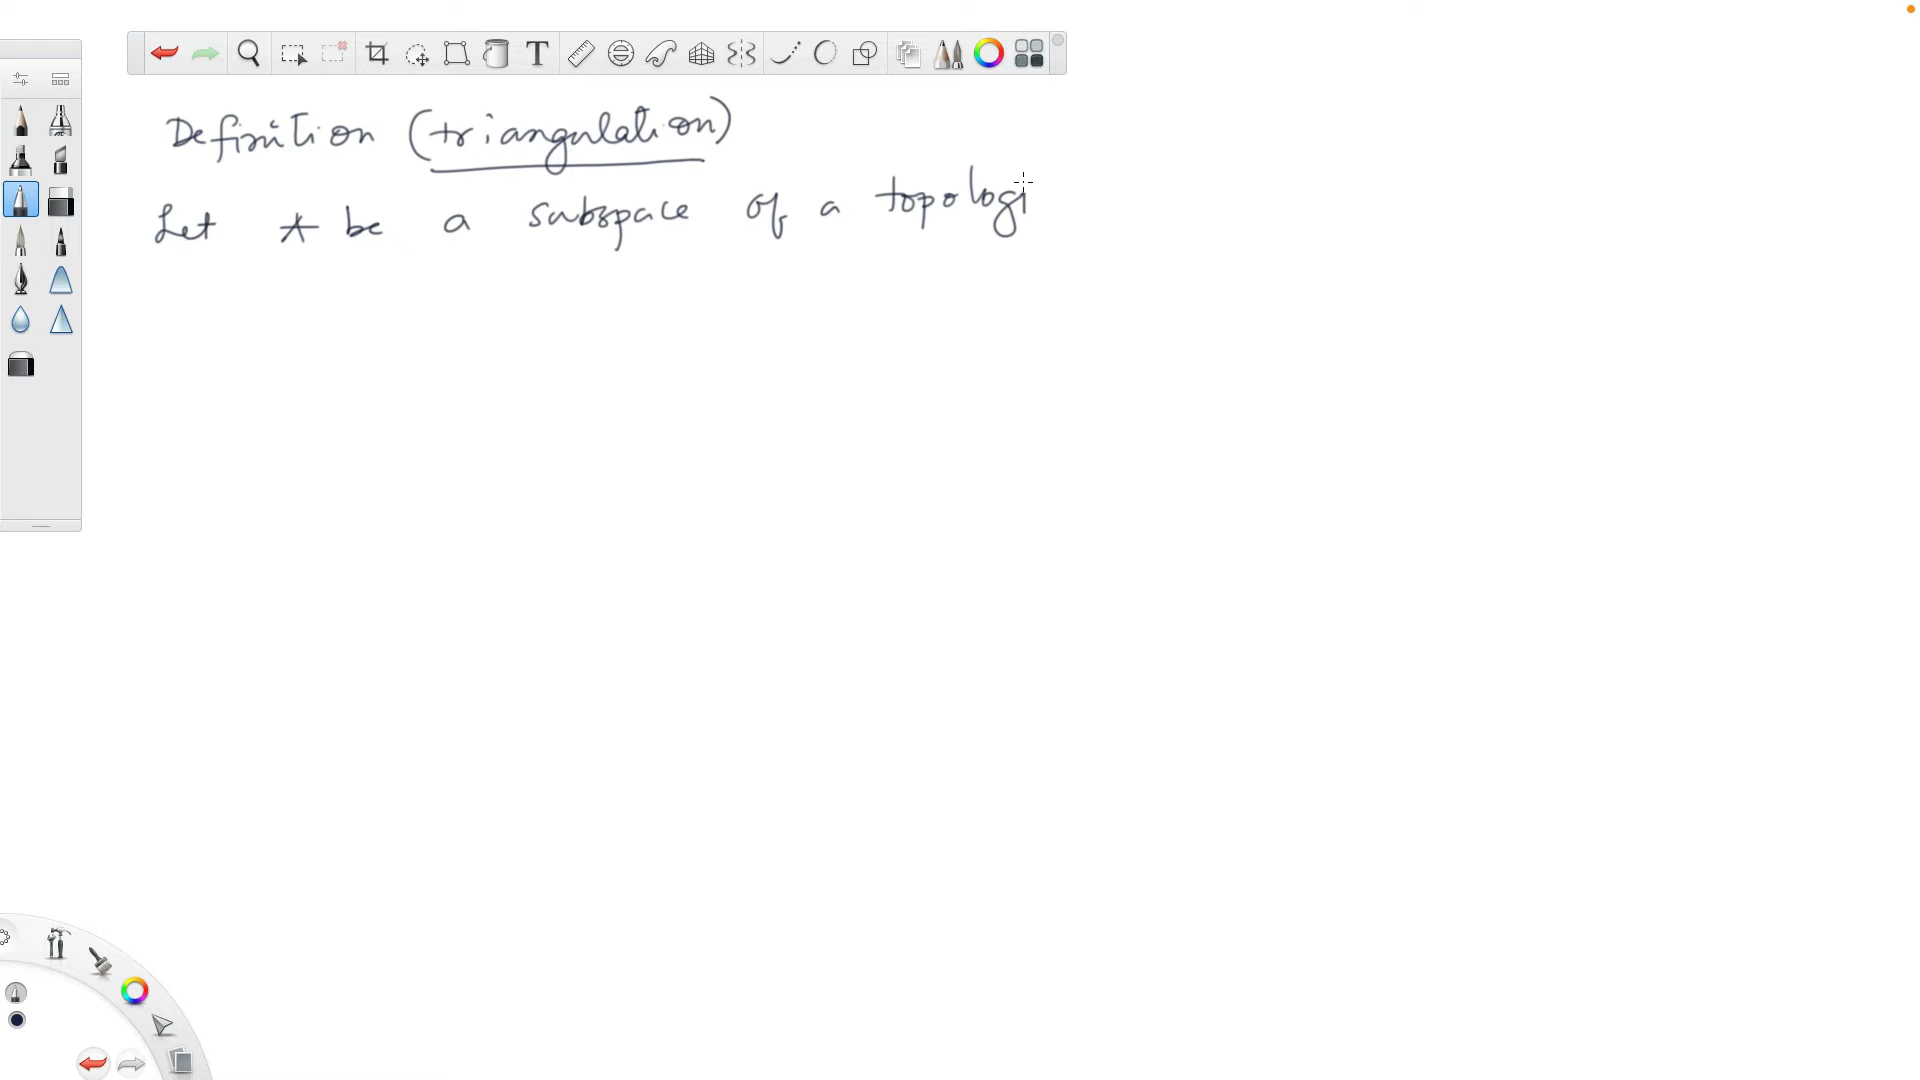 Definition (triangulation)
Let A be a subspace of a topologi